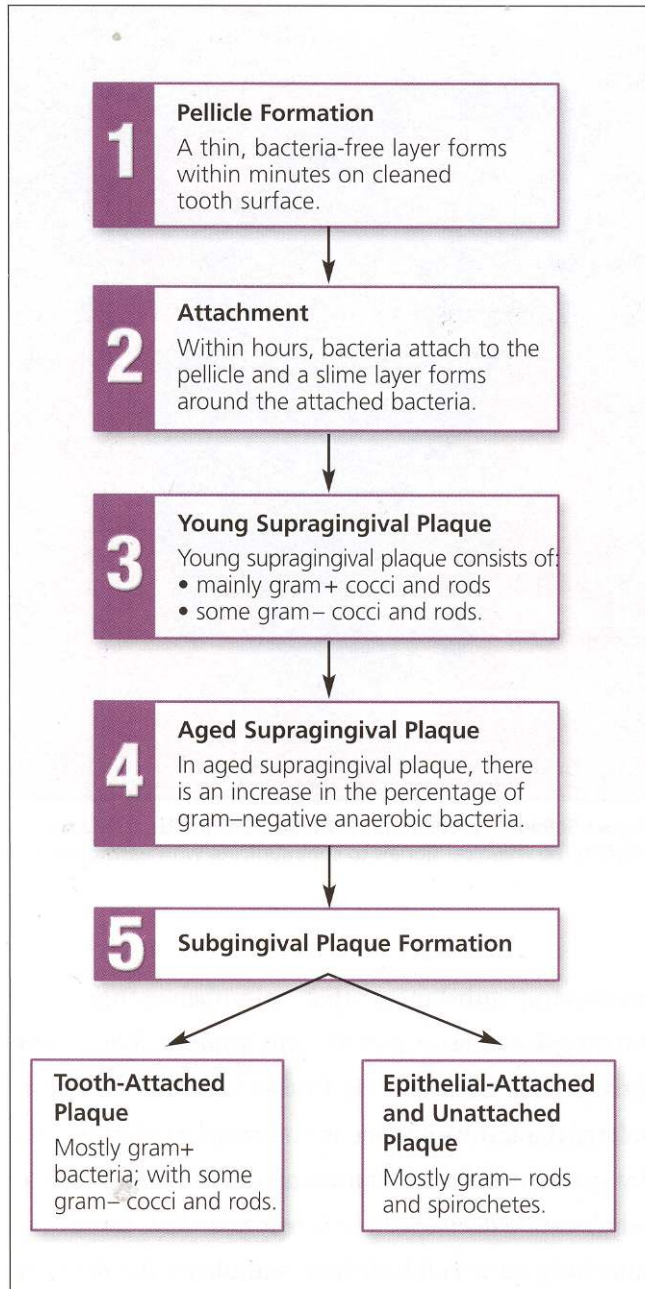 1
Pellicle Formation
A thin, bacteria-free layer forms
within minutes on cleaned
tooth surface.
2
Attachment
Within hours, bacteria attach to the
pellicle and a slime layer forms
around the attached bacteria.
3
Young Supragingival Plaque
Young supragingival plaque consists of:
• mainly gram+ cocci and rods
• some gram– cocci and rods.
4
Aged Supragingival Plaque
In aged supragingival plaque, there
is an increase in the percentage of
gram–negative anaerobic bacteria.
5
Subgingival Plaque Formation
Tooth-Attached
Plaque
Mostly gram+
bacteria; with some
gram– cocci and rods.
Epithelial-Attached
and Unattached
Plaque
Mostly gram– rods
and spirochetes.